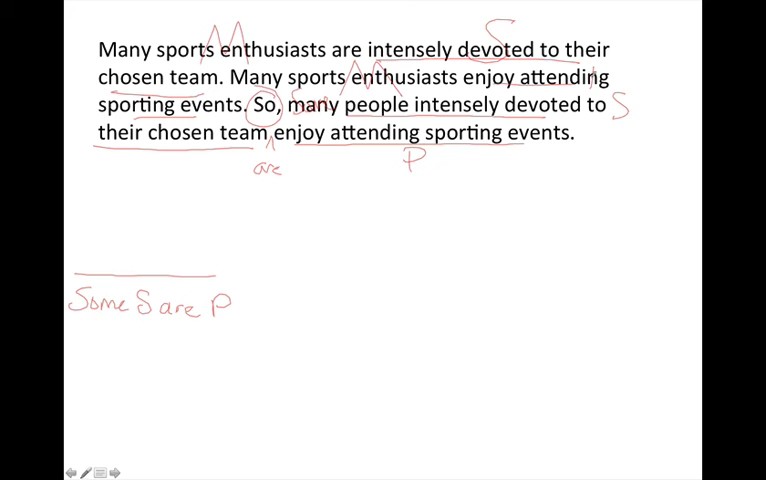 M S
Many sports enthusiasts are intensely devoted to their
chosen team. Many sports enthusiasts enjoy attending
M
sporting events. So, many people intensely devoted to S
Some
their chosen team enjoy attending sporting events.
are P
Some S are P